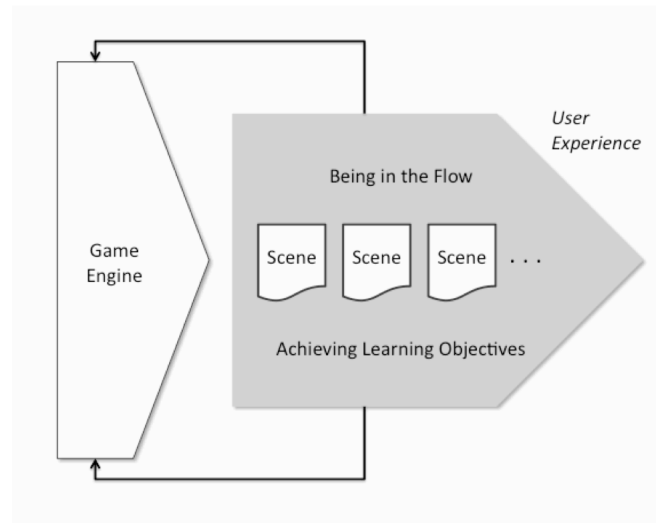 User
Experience
Being in the Flow
Game
Engine
Scene Scene Scene . . .
Achieving Learning Objectives